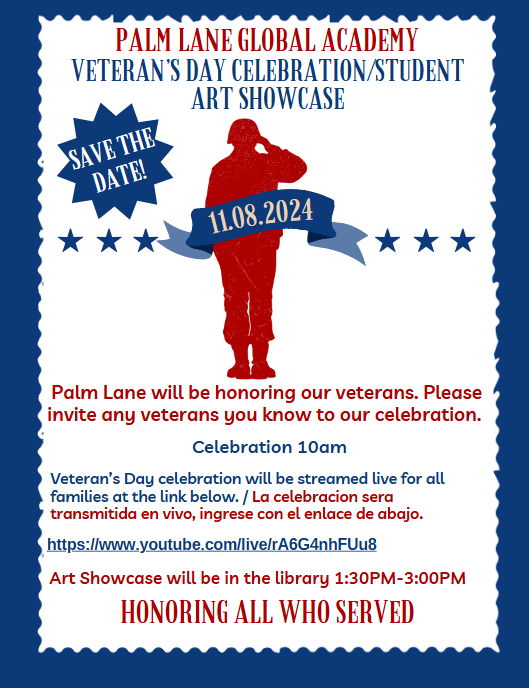 PALM LANE GLOBAL ACADEMY
VETERAN'S DAY CELEBRATION/STUDENT
ART SHOWCASE
SAVE THE
DATE!
11.08.2024
Palm Lane will be honoring our veterans. Please
invite any veterans you know to our celebration.
Celebration 10am
Veteran's Day celebration will be streamed live for all
families at the link below. / La celebracion sera
transmitida en vivo, ingrese con el enlace de abajo.
https://www.youtube.com/live/rA6G4nhFUu8
Art Showcase will be in the library 1:30PM-3:00PM
HONORING ALL WHO SERVED